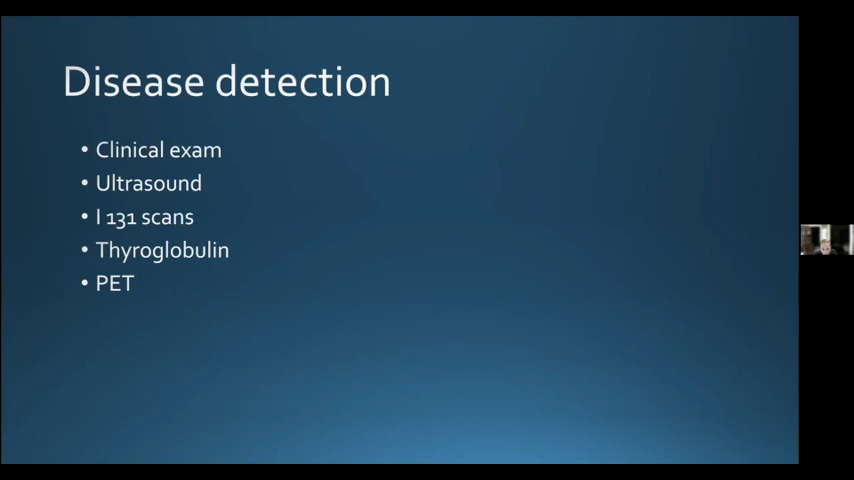 Disease detection
• Clinical exam
• Ultrasound
• I 131 scans
• Thyroglobulin
• PET